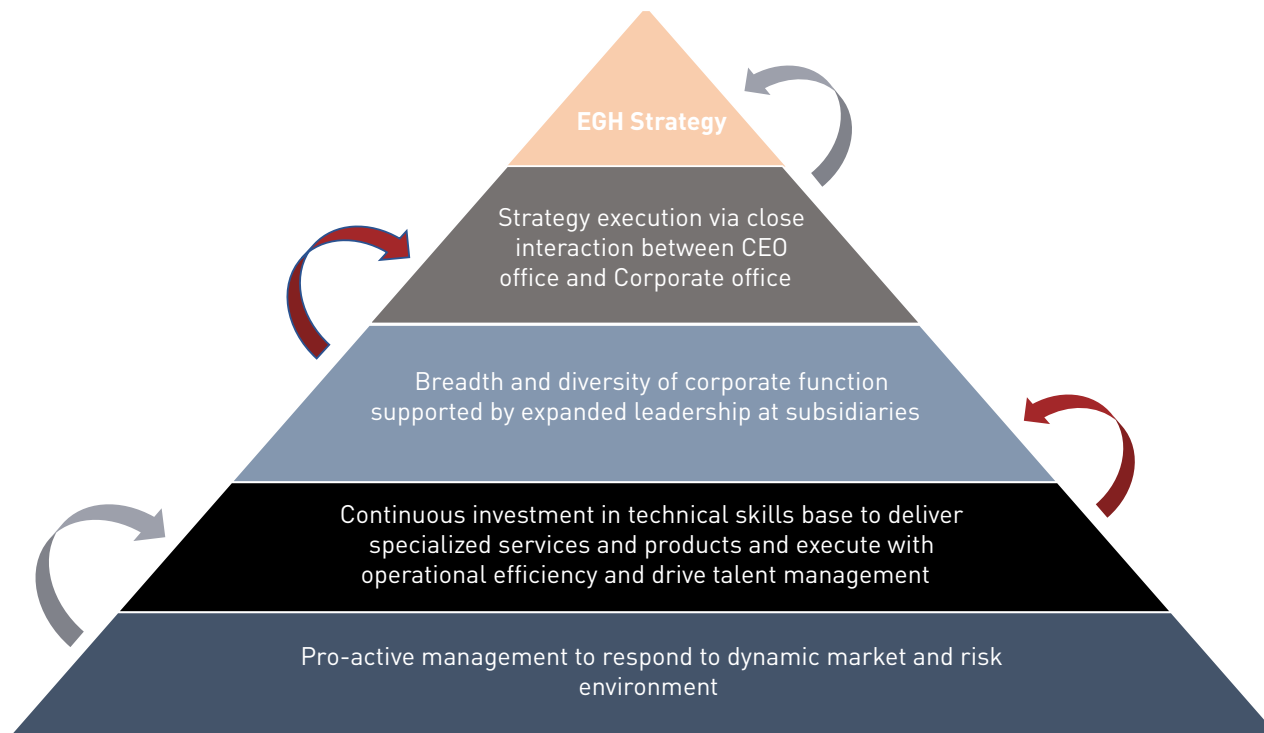 EGH Strategy
Strategy execution via close
interaction between CEO
office and Corporate office
Breadth and diversity of corporate function
supported by expanded leadership at subsidiaries
Continuous investment in technical skills base to deliver
specialized services and products and execute with
operational efficiency and drive talent management
Pro-active management to respond to dynamic market and risk
environment